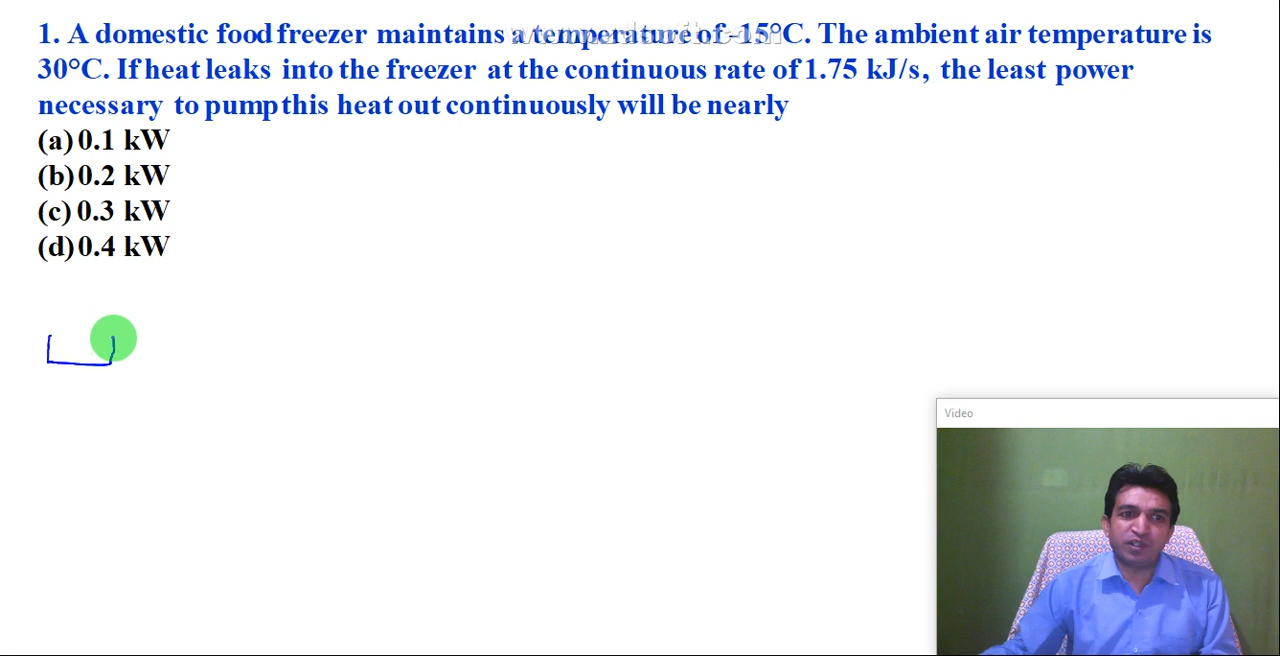 1. A domestic food freezer maintains a temperature of -15°C. The ambient air temperature is
30°C. If heat leaks into the freezer at the continuous rate of 1.75 kJ/s, the least power
necessary to pump this heat out continuously will be nearly
(a) 0.1 kW
(b) 0.2 kW
(c) 0.3 kW
(d) 0.4 kW
Video